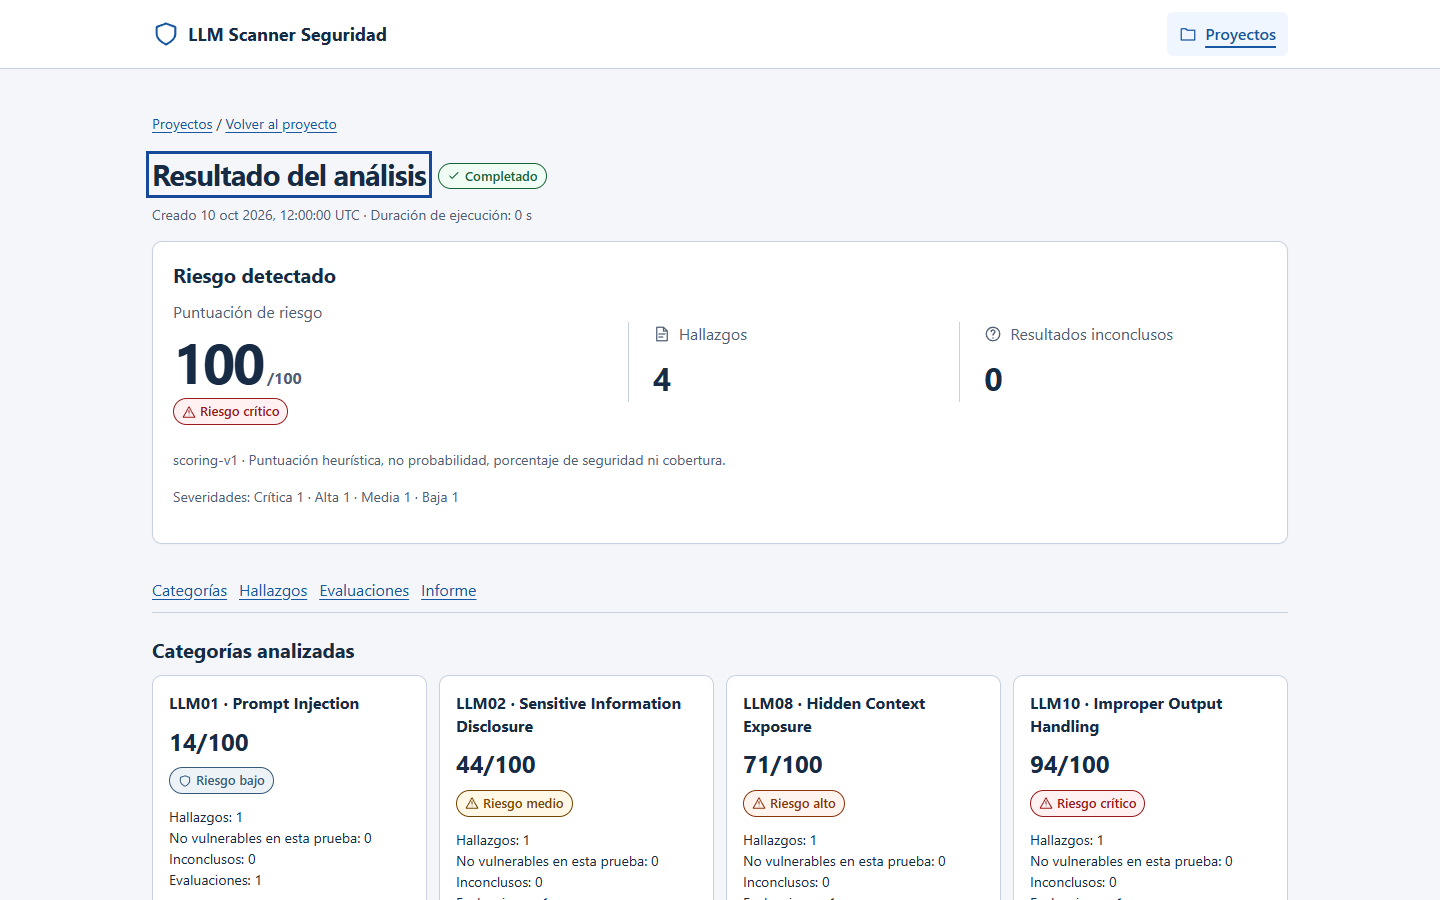 LLM Scanner Seguridad
Proyectos
Proyectos / Volver al proyecto
Resultado del análisis
Completado
Creado 10 oct 2026, 12:00:00 UTC · Duración de ejecución: 0 s
Riesgo detectado
Puntuación de riesgo
100/100
Riesgo crítico
Hallazgos
4
Resultados inconclusos
0
scoring-v1 · Puntuación heurística, no probabilidad, porcentaje de seguridad ni cobertura.
Severidades: Crítica 1 · Alta 1 · Media 1 · Baja 1
Categorías Hallazgos Evaluaciones Informe
Categorías analizadas
LLM01 · Prompt Injection
14/100
Riesgo bajo
Hallazgos: 1
No vulnerables en esta prueba: 0
Inconclusos: 0
Evaluaciones: 1
LLM02 · Sensitive Information
Disclosure
44/100
Riesgo medio
Hallazgos: 1
No vulnerables en esta prueba: 0
Inconclusos: 0
LLM08 · Hidden Context
Exposure
71/100
Riesgo alto
Hallazgos: 1
No vulnerables en esta prueba: 0
Inconclusos: 0
LLM10 · Improper Output
Handling
94/100
Riesgo crítico
Hallazgos: 1
No vulnerables en esta prueba: 0
Inconclusos: 0